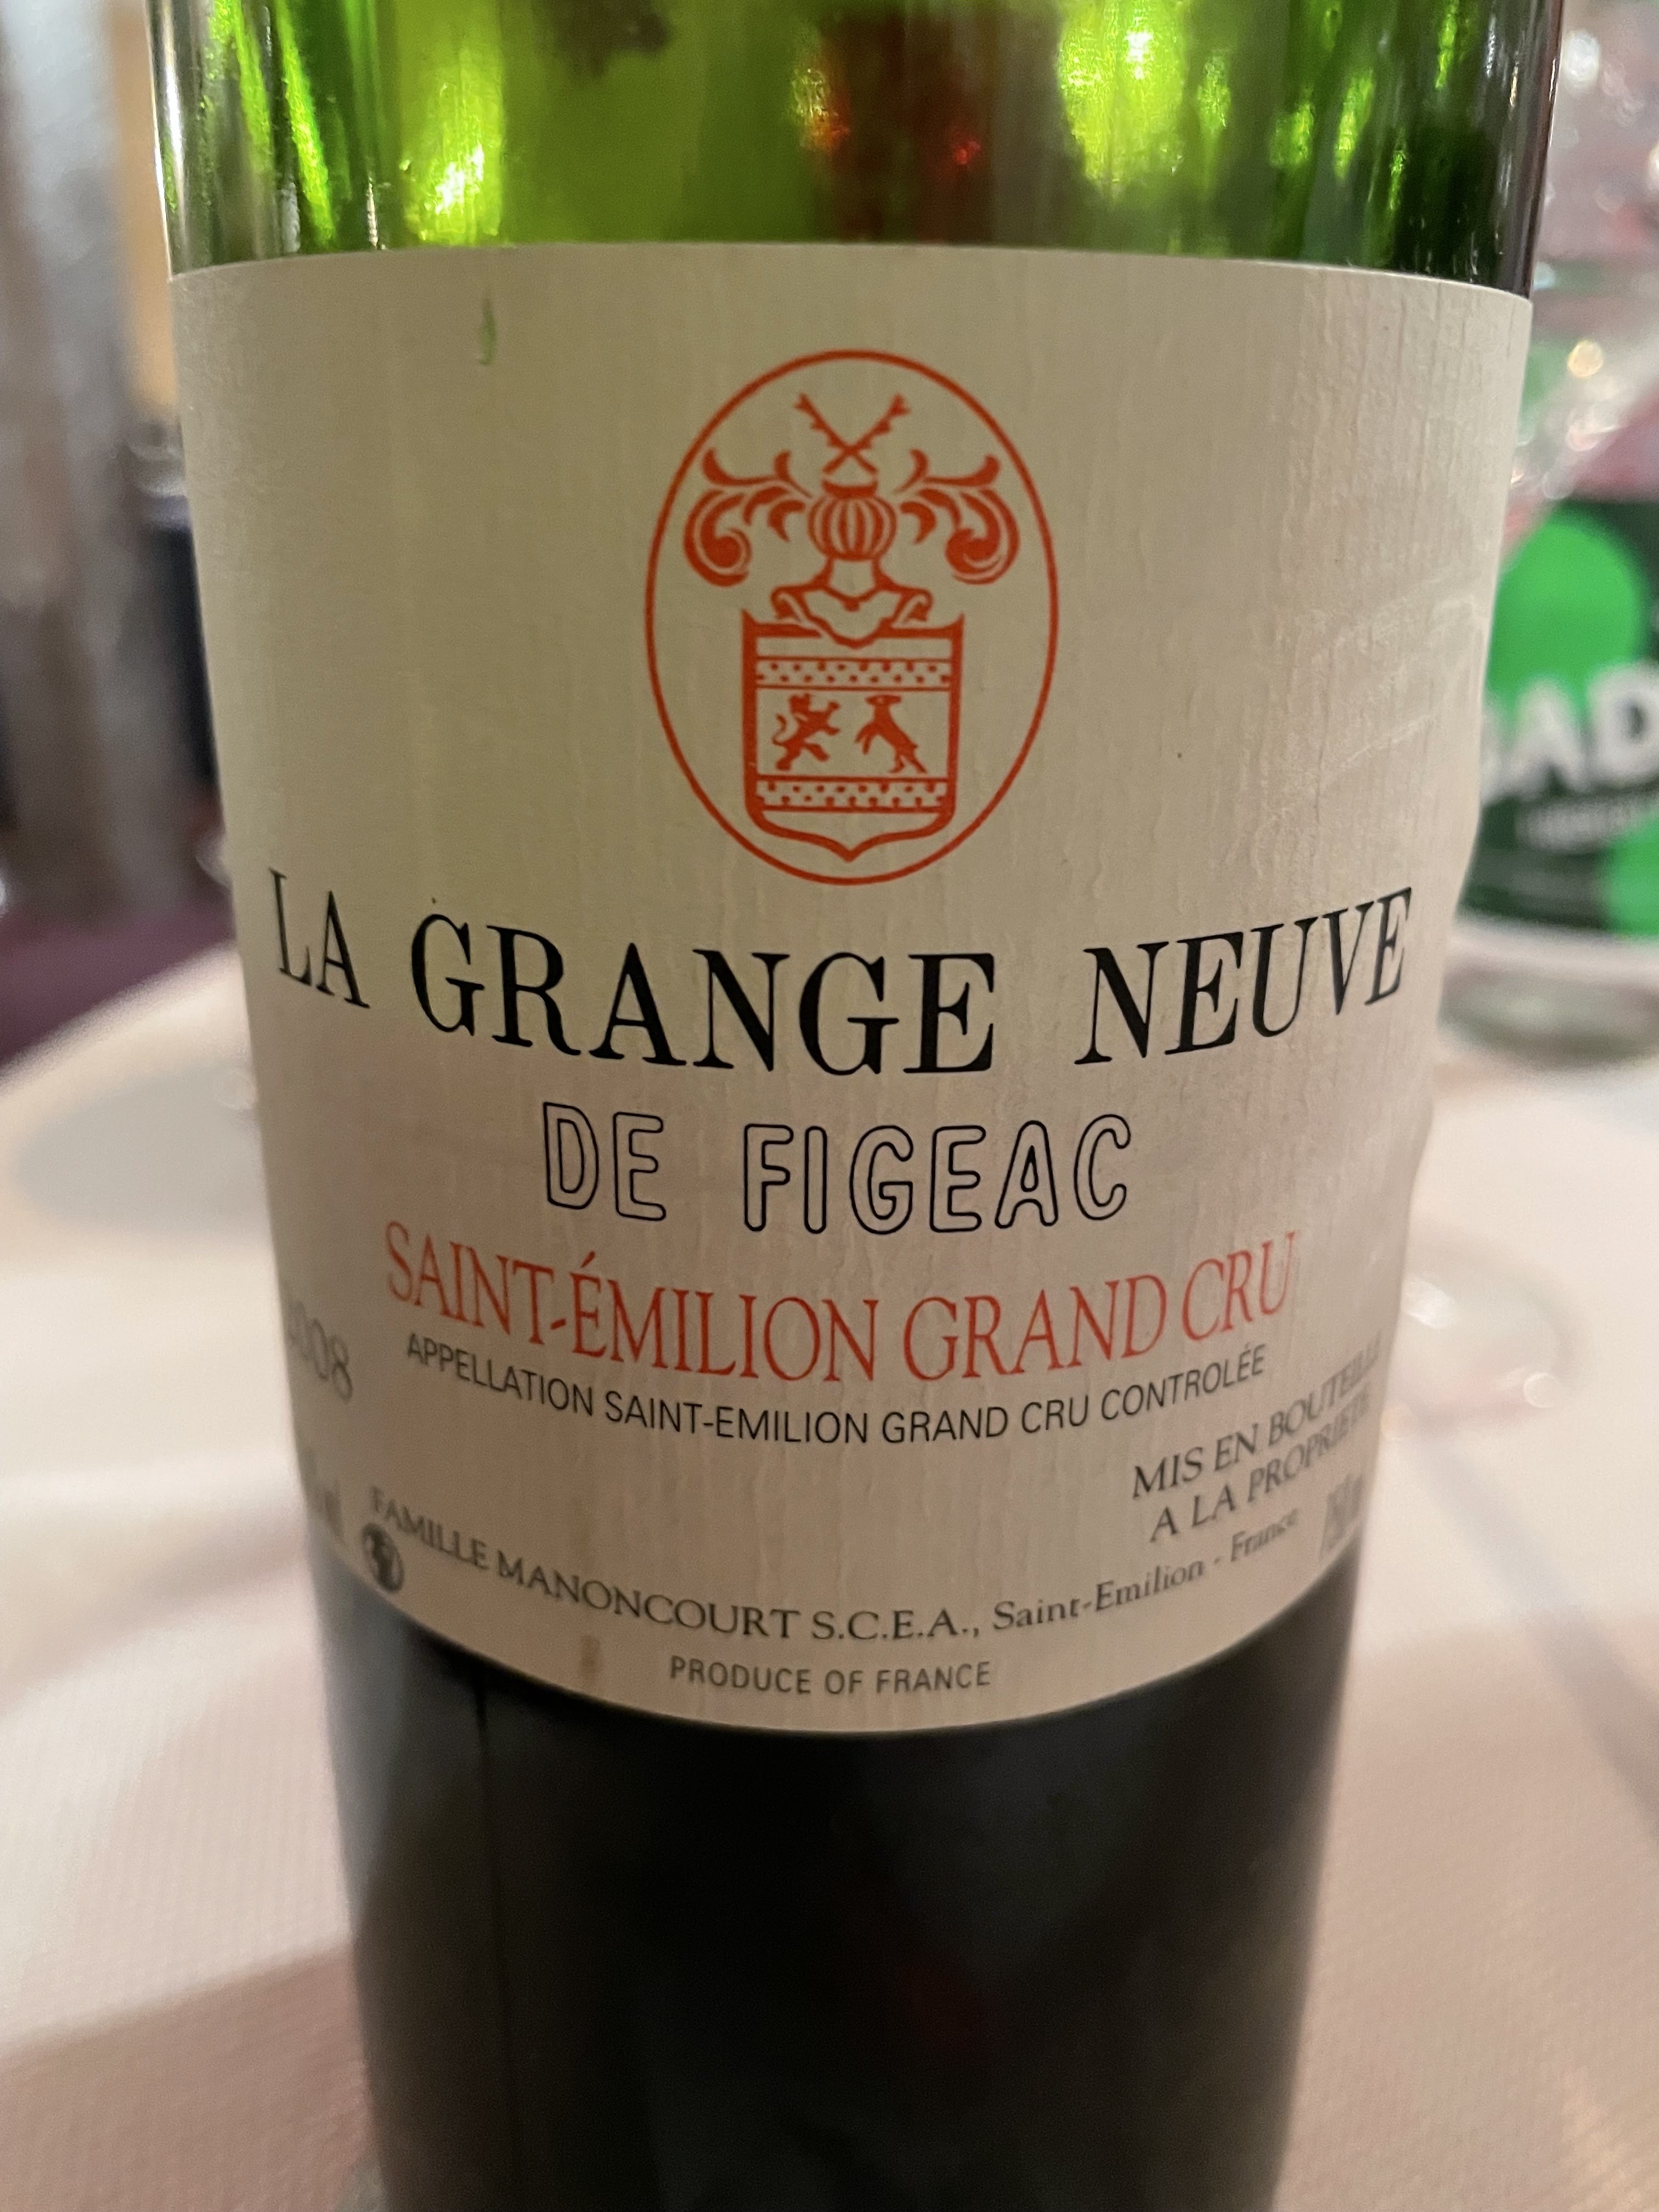 LA GRANGE NEUVE
DE FIGEAC
SAINT-ÉMILION GRAND CRU
APPELLATION SAINT-EMILION GRAND CRU CONTROLÉE
MIS EN BOUTEILLE
A LA PROPRIETE
FAMILLE MANONCOURT S.C.E.A., Saint-Emilion - France
PRODUCE OF FRANCE